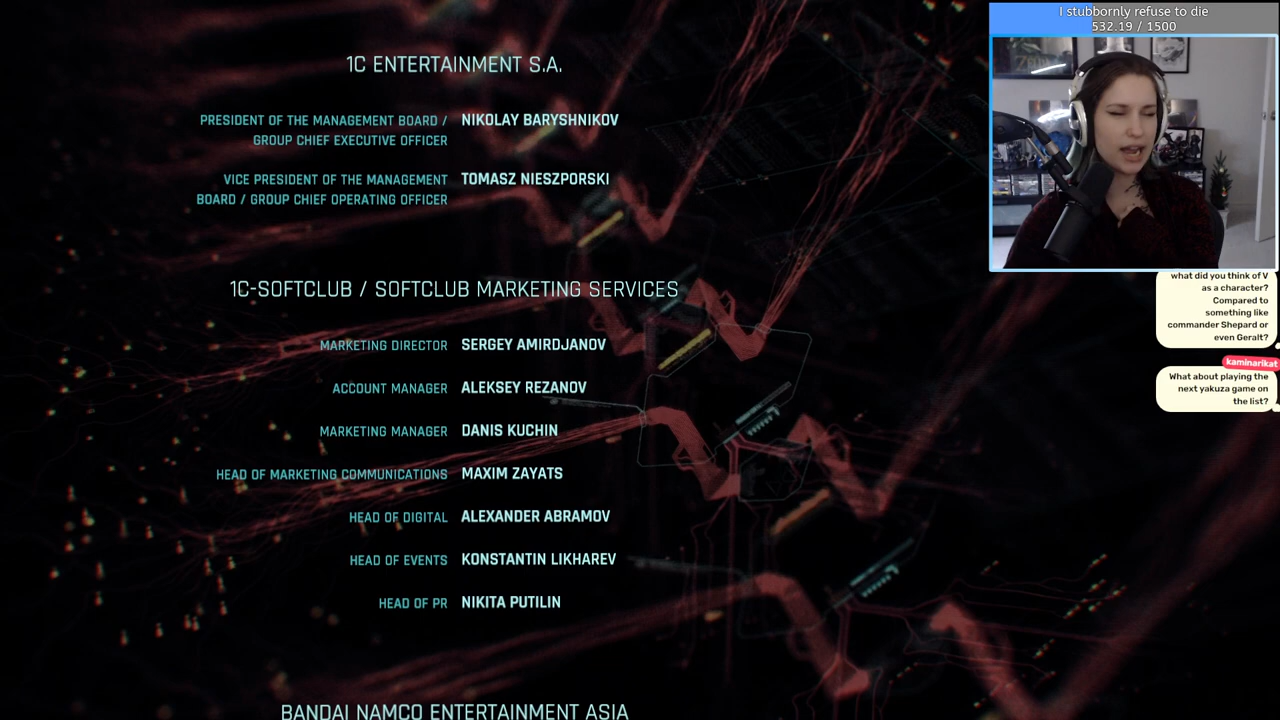 I stubbornly refuse to die
532.19 / 1500
1C ENTERTAINMENT S.A.
PRESIDENT OF THE MANAGEMENT BOARD / NIKOLAY BARYSHNIKOV
GROUP CHIEF EXECUTIVE OFFICER
VICE PRESIDENT OF THE MANAGEMENT TOMASZ NIESZPORSKI
BOARD / GROUP CHIEF OPERATING OFFICER
1C-SOFTCLUB / SOFTCLUB MARKETING SERVICES
MARKETING DIRECTOR SERGEY AMIRDJANOV
ACCOUNT MANAGER ALEKSEY REZANOV
MARKETING MANAGER DANIS KUCHIN
HEAD OF MARKETING COMMUNICATIONS MAXIM ZAYATS
HEAD OF DIGITAL ALEXANDER ABRAMOV
HEAD OF EVENTS KONSTANTIN LIKHAREV
HEAD OF PR NIKITA PUTILIN
BANDAI NAMCO ENTERTAINMENT ASIA
what did you think of V
as a character?
Compared to
something like
commander Shepard or
even Geralt?
kaminarikat
What about playing the
next yakuza game on
the list?